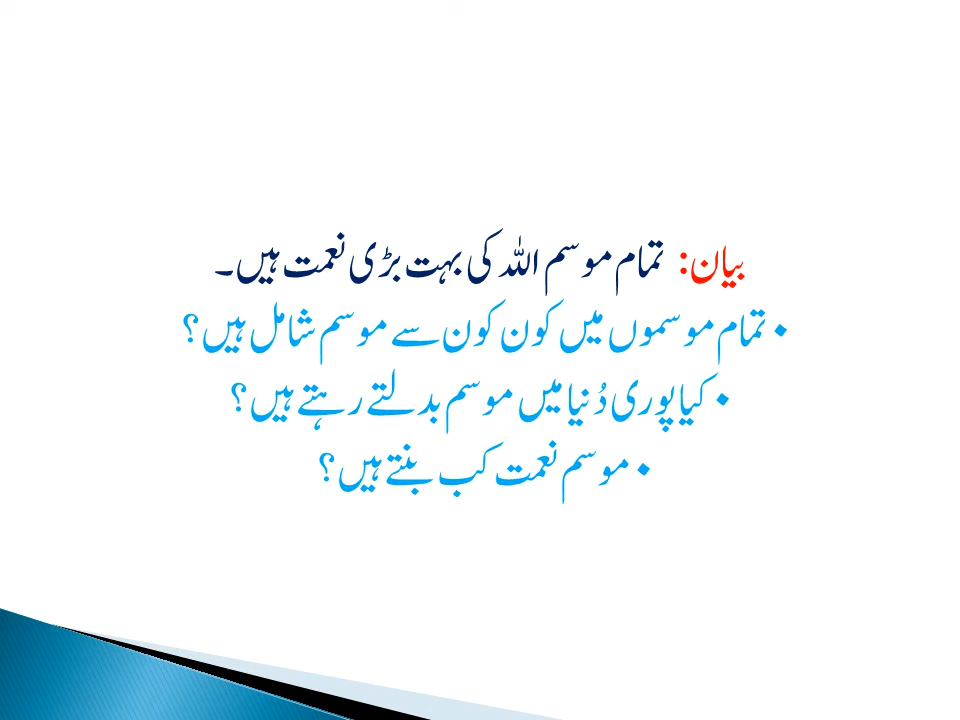 بیان: تمام موسم اللہ کی بہت بڑی نعمت ہیں۔
• تمام موسموں میں کون کون سے موسم شامل ہیں؟
• کیا پوری دُنیا میں موسم بدلتے رہتے ہیں؟
• موسم نعمت کب بنتے ہیں؟